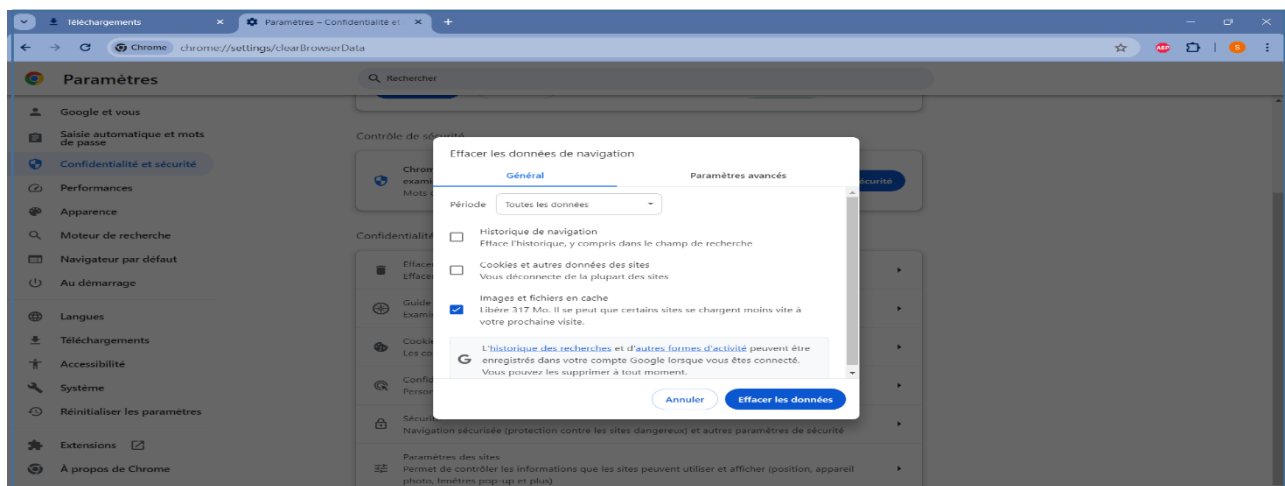 Téléchargements
Paramètres – Confidentialité et
Chrome
chrome://settings/clearBrowserData
ABP
S
Paramètres
Rechercher
Google et vous
Saisie automatique et mots
de passe
Confidentialité et sécurité
Performances
Apparence
Moteur de recherche
Navigateur par défaut
Au démarrage
Langues
Téléchargements
Accessibilité
Système
Réinitialiser les paramètres
Extensions
À propos de Chrome
Contrôle de
Effacer les données de navigation
Général
Paramètres avancés
Période
Toutes les données
Historique de navigation
Efface l'historique, y compris dans le champ de recherche
Cookies et autres données des sites
Vous déconnecte de la plupart des sites
Images et fichiers en cache
Libère 317 Mo. Il se peut que certains sites se chargent moins vite à
votre prochaine visite.
L'historique des recherches et d'autres formes d'activité peuvent être
enregistrés dans votre compte Google lorsque vous êtes connecté.
Vous pouvez les supprimer à tout moment.
Annuler
Effacer les données
Guide
Navigation sécurisée (protection contre les sites dangereux) et autres paramètres de sécurité
Paramètres des sites
Permet de contrôler les informations que les sites peuvent utiliser et afficher (position, appareil
photo, fenêtres pop-up et plus)